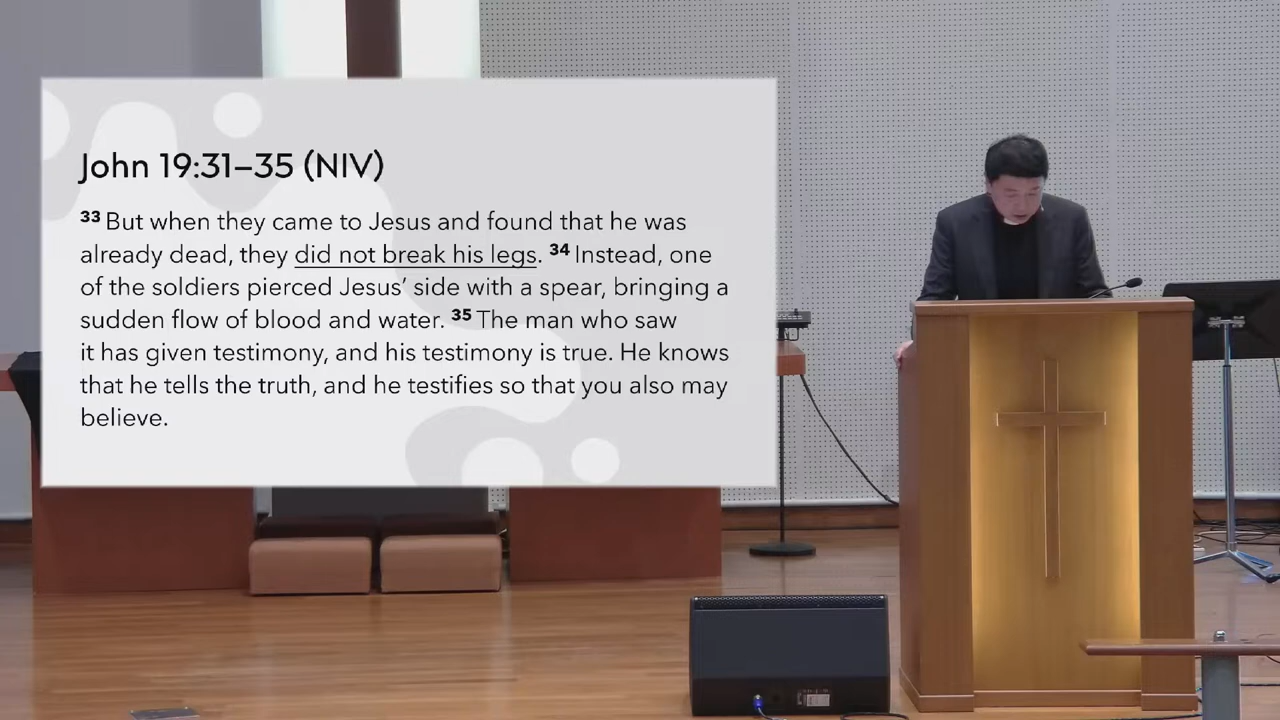 John 19:31–35 (NIV)
33 But when they came to Jesus and found that he was
already dead, they did not break his legs. 34 Instead, one
of the soldiers pierced Jesus’ side with a spear, bringing a
sudden flow of blood and water. 35 The man who saw
it has given testimony, and his testimony is true. He knows
that he tells the truth, and he testifies so that you also may
believe.